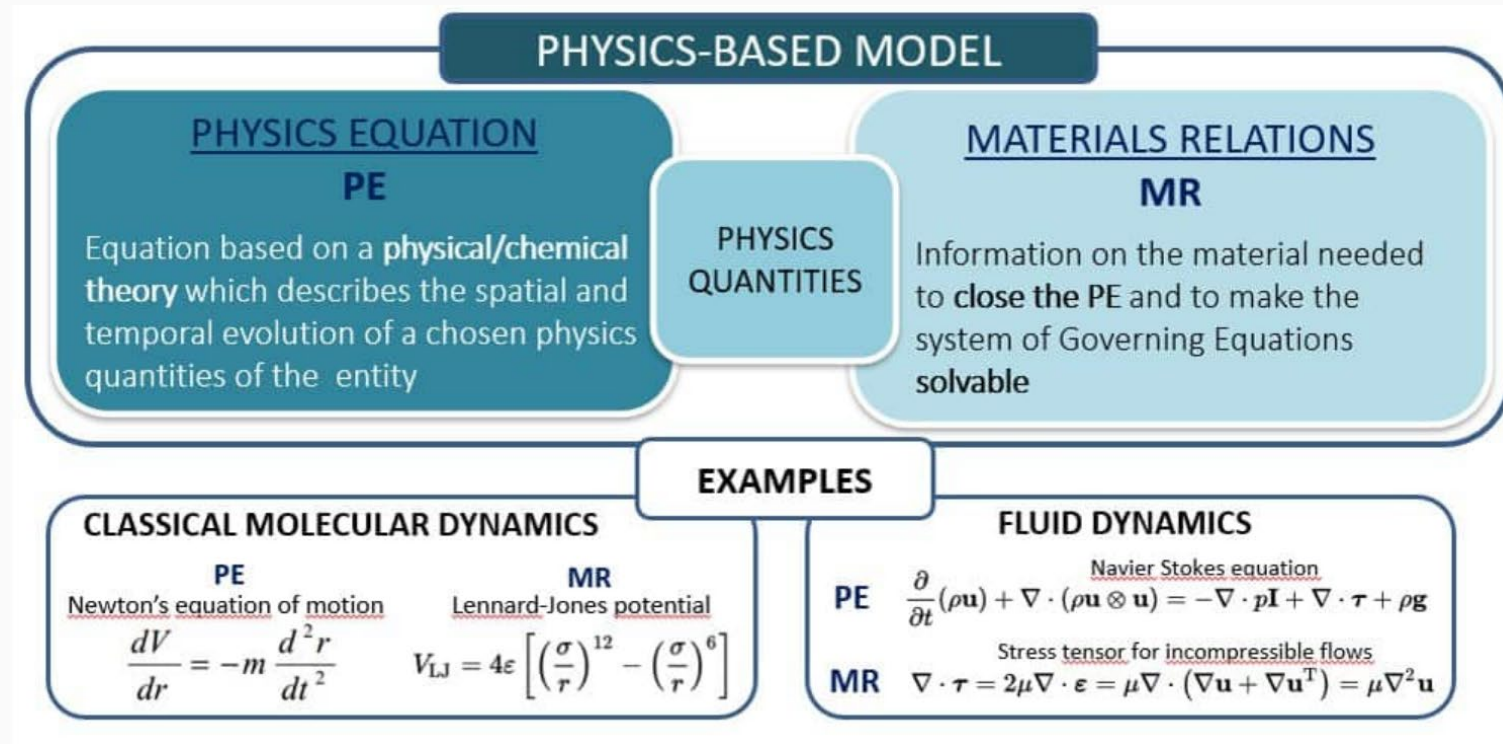 PHYSICS-BASED MODEL
PHYSICS EQUATION
PE
Equation based on a physical/chemical
theory which describes the spatial and
temporal evolution of a chosen physics
quantities of the entity
PHYSICS
QUANTITIES
MATERIALS RELATIONS
MR
Information on the material needed
to close the PE and to make the
system of Governing Equations
solvable
EXAMPLES
CLASSICAL MOLECULAR DYNAMICS
PE
Newton's equation of motion
dV/dr = −m d²r/dt²
MR
Lennard-Jones potential
V_LJ = 4ε[(σ/r)¹² − (σ/r)⁶]
FLUID DYNAMICS
Navier Stokes equation
PE ∂/∂t(ρu) + ∇ · (ρu ⊗ u) = −∇ · pI + ∇ · τ + ρg
Stress tensor for incompressible flows
MR ∇ · τ = 2μ∇ · ε = μ∇ · (∇u + ∇uᵀ) = μ∇²u